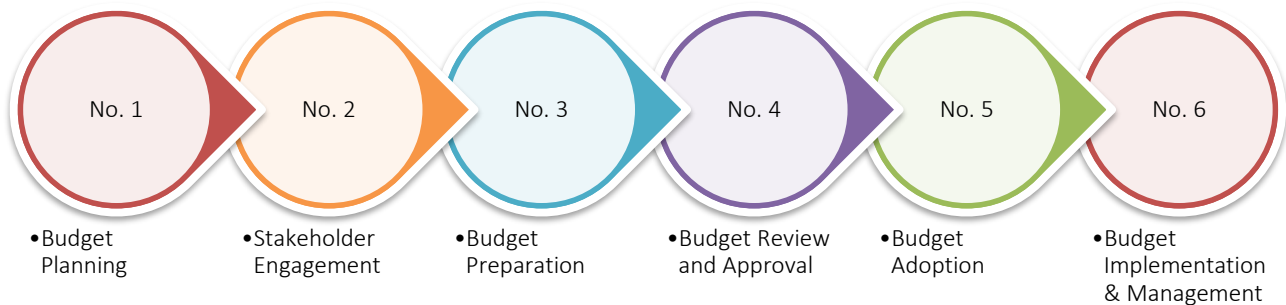 No. 1
No. 2
No. 3
No. 4
No. 5
No. 6
•Budget
Planning
•Stakeholder
Engagement
•Budget
Preparation
•Budget Review
and Approval
•Budget
Adoption
•Budget
Implementation
& Management